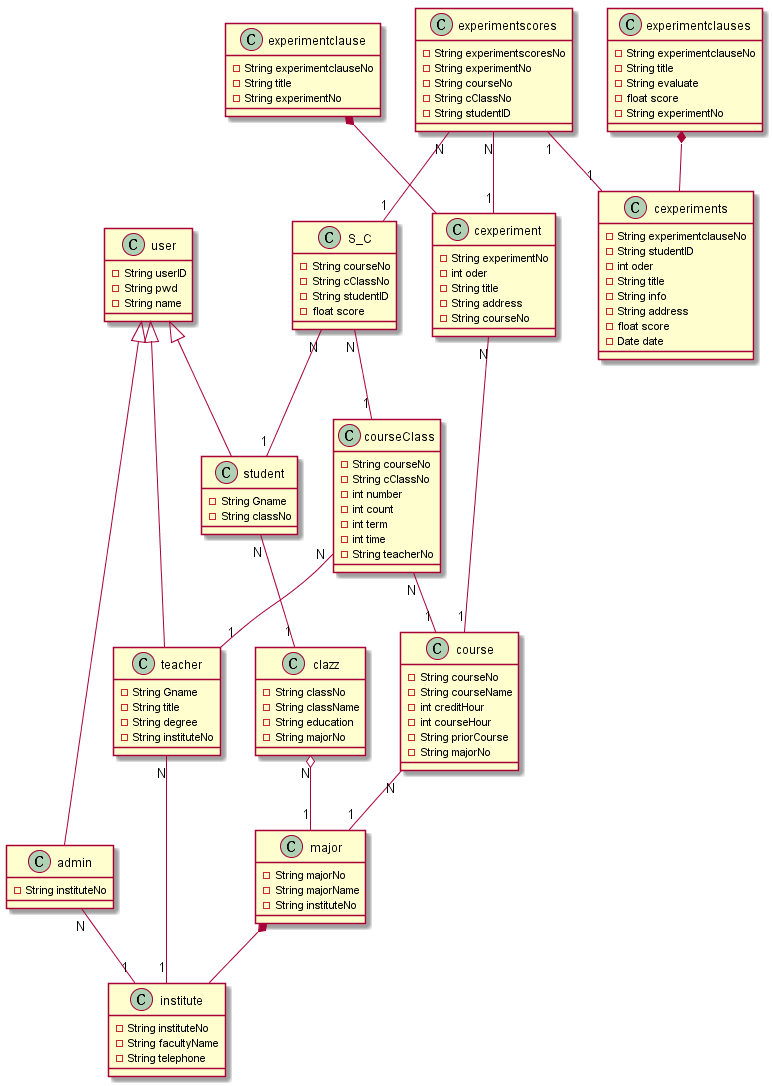 C experimentclause
String experimentclauseNo
String title
String experimentNo
C experimentscores
String experimentscoresNo
String experimentNo
String courseNo
String cClassNo
String studentID
C experimentclauses
String experimentclauseNo
String title
String evaluate
float score
String experimentNo
N
N
1
1
1
1
C user
String userID
String pwd
String name
C S_C
String courseNo
String cClassNo
String studentID
float score
C cexperiment
String experimentNo
int oder
String title
String address
String courseNo
C cexperiments
String experimentclauseNo
String studentID
int oder
String title
String info
String address
float score
Date date
N
N
N
1
1
C student
String Gname
String classNo
C courseClass
String courseNo
String cClassNo
int number
int count
int term
int time
String teacherNo
N
N
N
1
1
1
1
C teacher
String Gname
String title
String degree
String instituteNo
C clazz
String classNo
String className
String education
String majorNo
C course
String courseNo
String courseName
int creditHour
int courseHour
String priorCourse
String majorNo
N
N
N
1
1
C admin
String instituteNo
C major
String majorNo
String majorName
String instituteNo
N
1
1
C institute
String instituteNo
String facultyName
String telephone